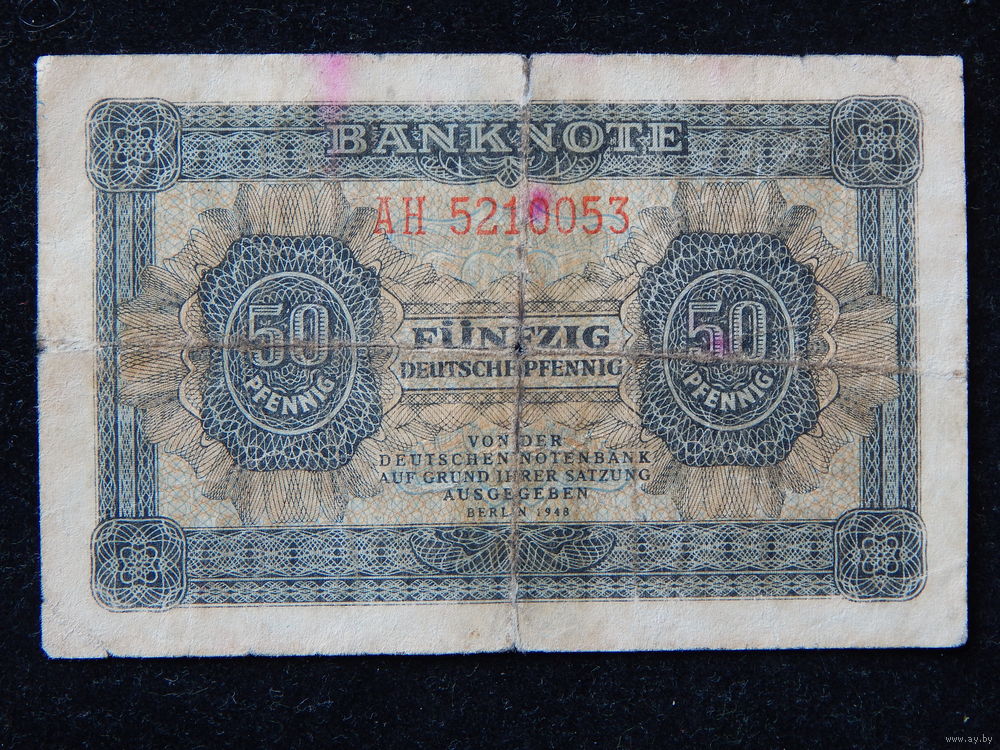 BANKNOTE
AH 5210053
50 PFENNIG
FÜNFZIG
DEUTSCHE PFENNIG
50 PFENNIG
VON DER
DEUTSCHEN NOTENBANK
AUF GRUND IHRER SATZUNG
AUSGEGEBEN
BERLIN 1948
www.ay.by